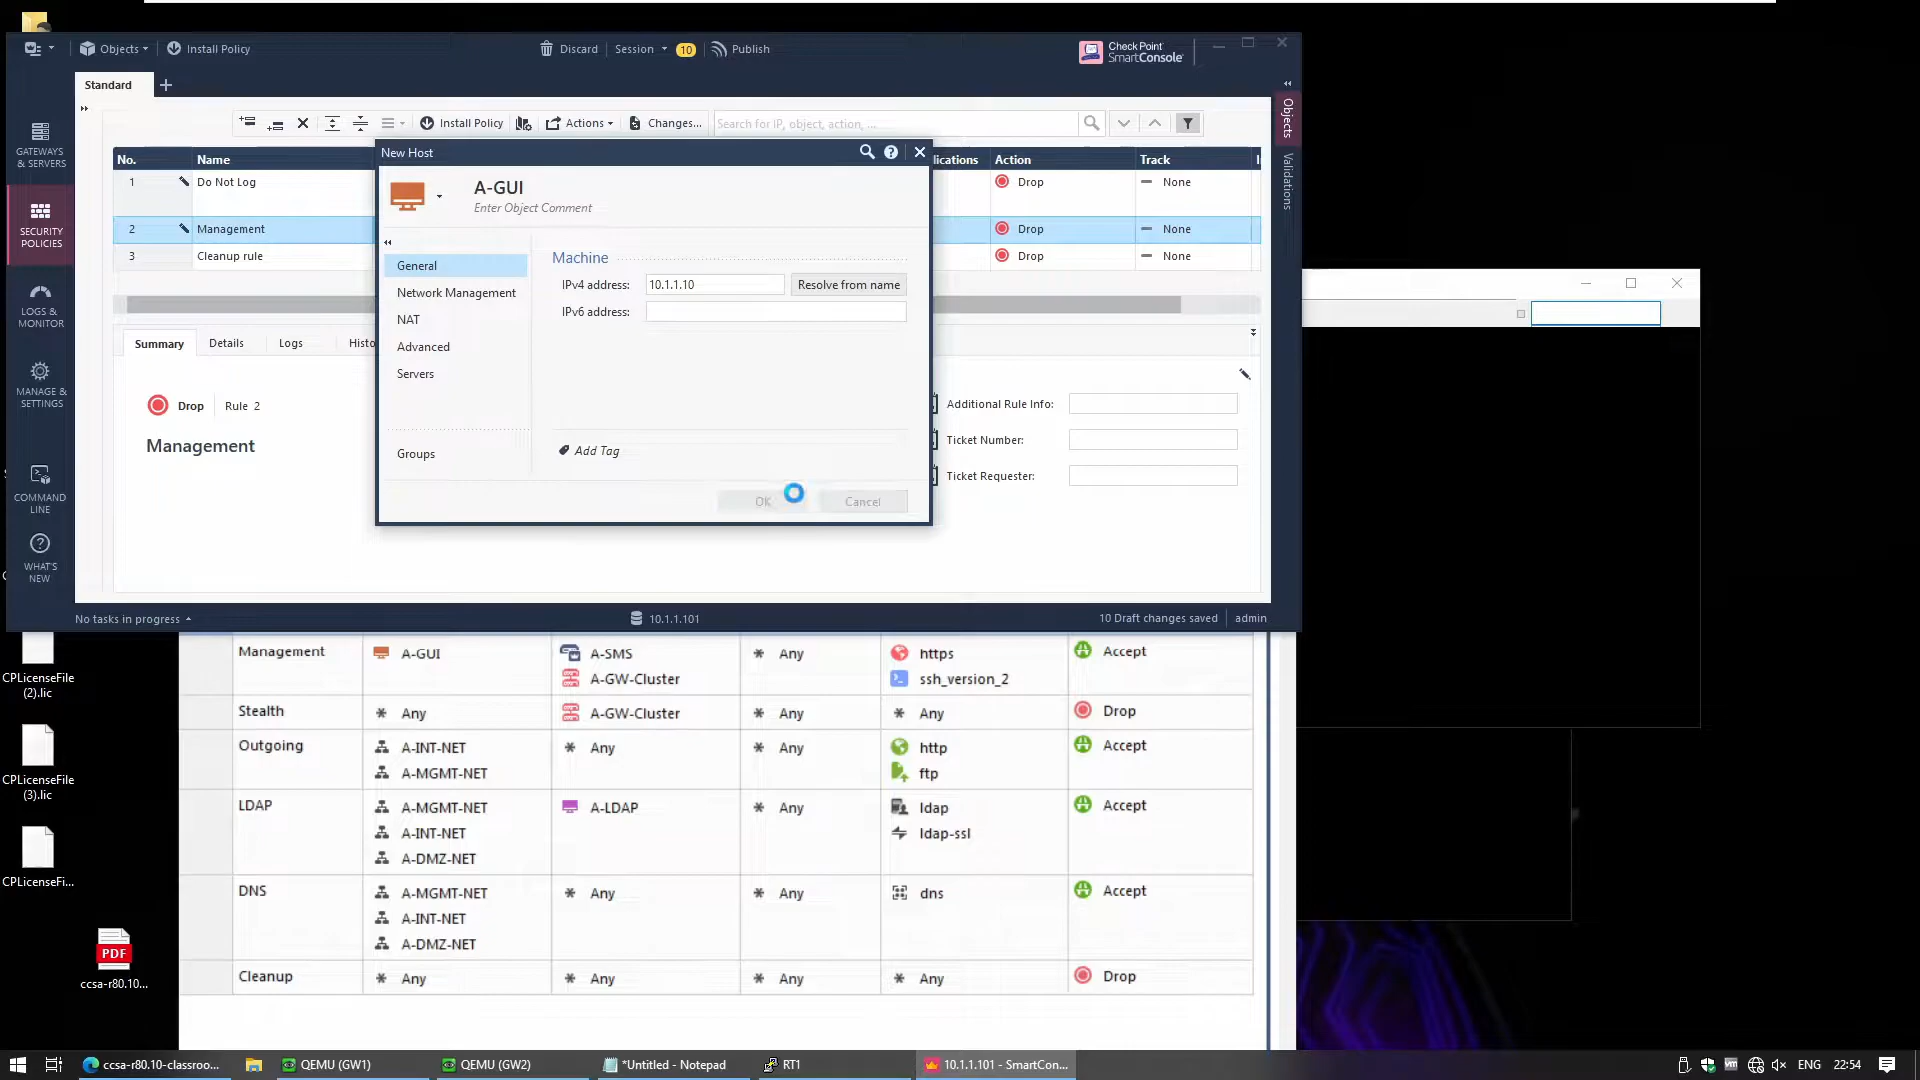 Objects
Install Policy
Discard
Session
10
Publish
Check Point
SmartConsole
Standard
Install Policy
Actions
Changes...
Search for IP, object, action, ...
No.
Name
lications
Action
Track
1
Do Not Log
Drop
None
2
Management
Drop
None
3
Cleanup rule
Drop
None
New Host
A-GUI
Enter Object Comment
General
Network Management
NAT
Advanced
Servers
Groups
Machine
IPv4 address:
10.1.1.10
Resolve from name
IPv6 address:
Add Tag
OK
Cancel
GATEWAYS
& SERVERS
SECURITY
POLICIES
LOGS &
MONITOR
MANAGE &
SETTINGS
COMMAND
LINE
WHAT'S
NEW
Objects
Validations
Summary
Details
Logs
Histo
Drop
Rule 2
Management
Additional Rule Info:
Ticket Number:
Ticket Requester:
No tasks in progress
10.1.1.101
10 Draft changes saved
admin
Management
A-GUI
A-SMS
A-GW-Cluster
Any
https
ssh_version_2
Accept
Stealth
Any
A-GW-Cluster
Any
Any
Drop
Outgoing
A-INT-NET
A-MGMT-NET
Any
Any
http
ftp
Accept
LDAP
A-MGMT-NET
A-INT-NET
A-DMZ-NET
A-LDAP
Any
ldap
ldap-ssl
Accept
DNS
A-MGMT-NET
A-INT-NET
A-DMZ-NET
Any
Any
dns
Accept
Cleanup
Any
Any
Any
Any
Drop
CPLicenseFile
(2).lic
CPLicenseFile
(3).lic
CPLicenseFi...
PDF
ccsa-r80.10...
ccsa-r80.10-classroo...
QEMU (GW1)
QEMU (GW2)
*Untitled - Notepad
RT1
10.1.1.101 - SmartCon...
ENG
22:54